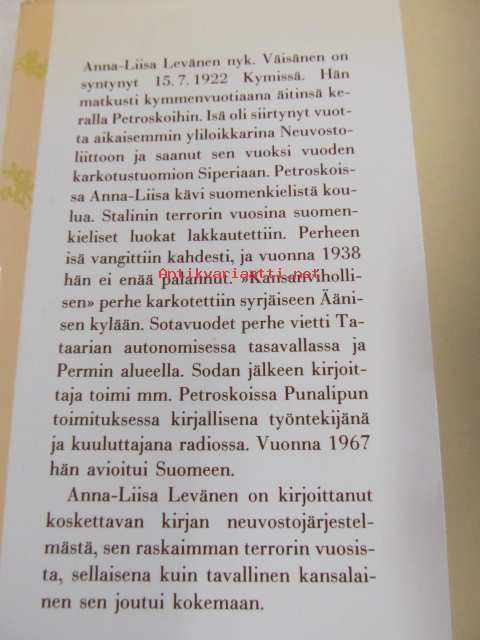 Anna-Liisa Levänen nyk. Väisänen on
syntynyt 15. 7. 1922 Kymissä. Hän
matkusti kymmenvuotiaana äitinsä ke-
ralla Petroskoihin. Isä oli siirtynyt vuot-
ta aikaisemmin yliloikkarina Neuvosto-
liittoon ja saanut sen vuoksi vuoden
karkotustuomion Siperiaan. Petroskois-
sa Anna-Liisa kävi suomenkielistä kou-
lua. Stalinin terrorin vuosina suomen-
kieliset luokat lakkautettiin. Perheen
isä vangittiin kahdesti, ja vuonna 1938
hän ei enää palannut. »Kansanviholli-
Antikvariaatti.net
sen» perhe karkotettiin syrjäiseen Ääni-
sen kylään. Sotavuodet perhe vietti Ta-
taarian autonomisessa tasavallassa ja
Permin alueella. Sodan jälkeen kirjoit-
taja toimi mm. Petroskoissa Punalipun
toimituksessa kirjallisena työntekijänä
ja kuuluttajana radiossa. Vuonna 1967
hän avioitui Suomeen.
Anna-Liisa Levänen on kirjoittanut
koskettavan kirjan neuvostojärjestel-
mästä, sen raskaimman terrorin vuosis-
ta, sellaisena kuin tavallinen kansalai-
nen sen joutui kokemaan.